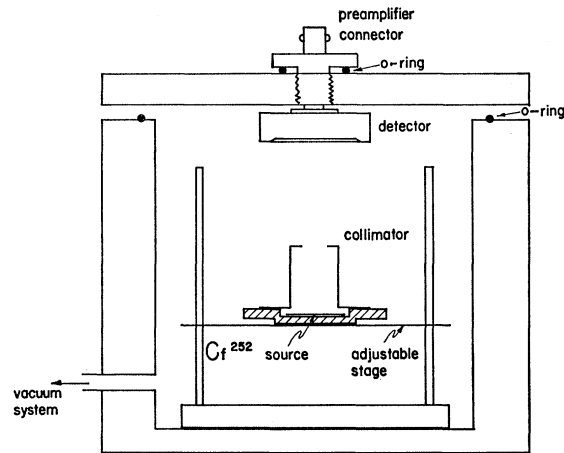 preamplifier
connector
o-ring
o-ring
detector
collimator
Cf 252
source
adjustable
stage
vacuum
system